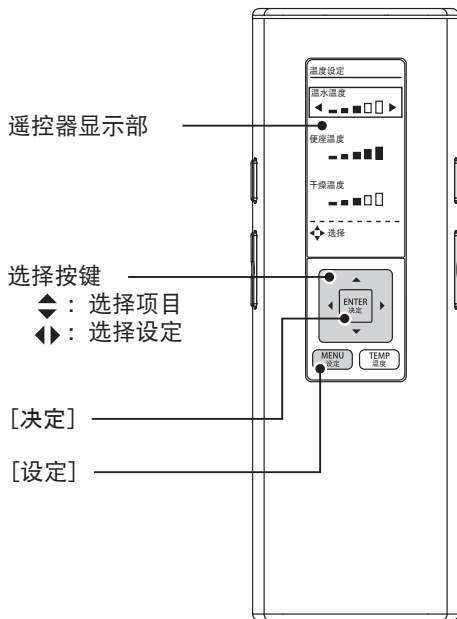 温度设定
温水温度
遥控器显示部
便座温度
干燥温度
选择
选择按键
: 选择项目
: 选择设定
ENTER
决定
MENU
设定
TEMP
温度
[决定]
[设定]